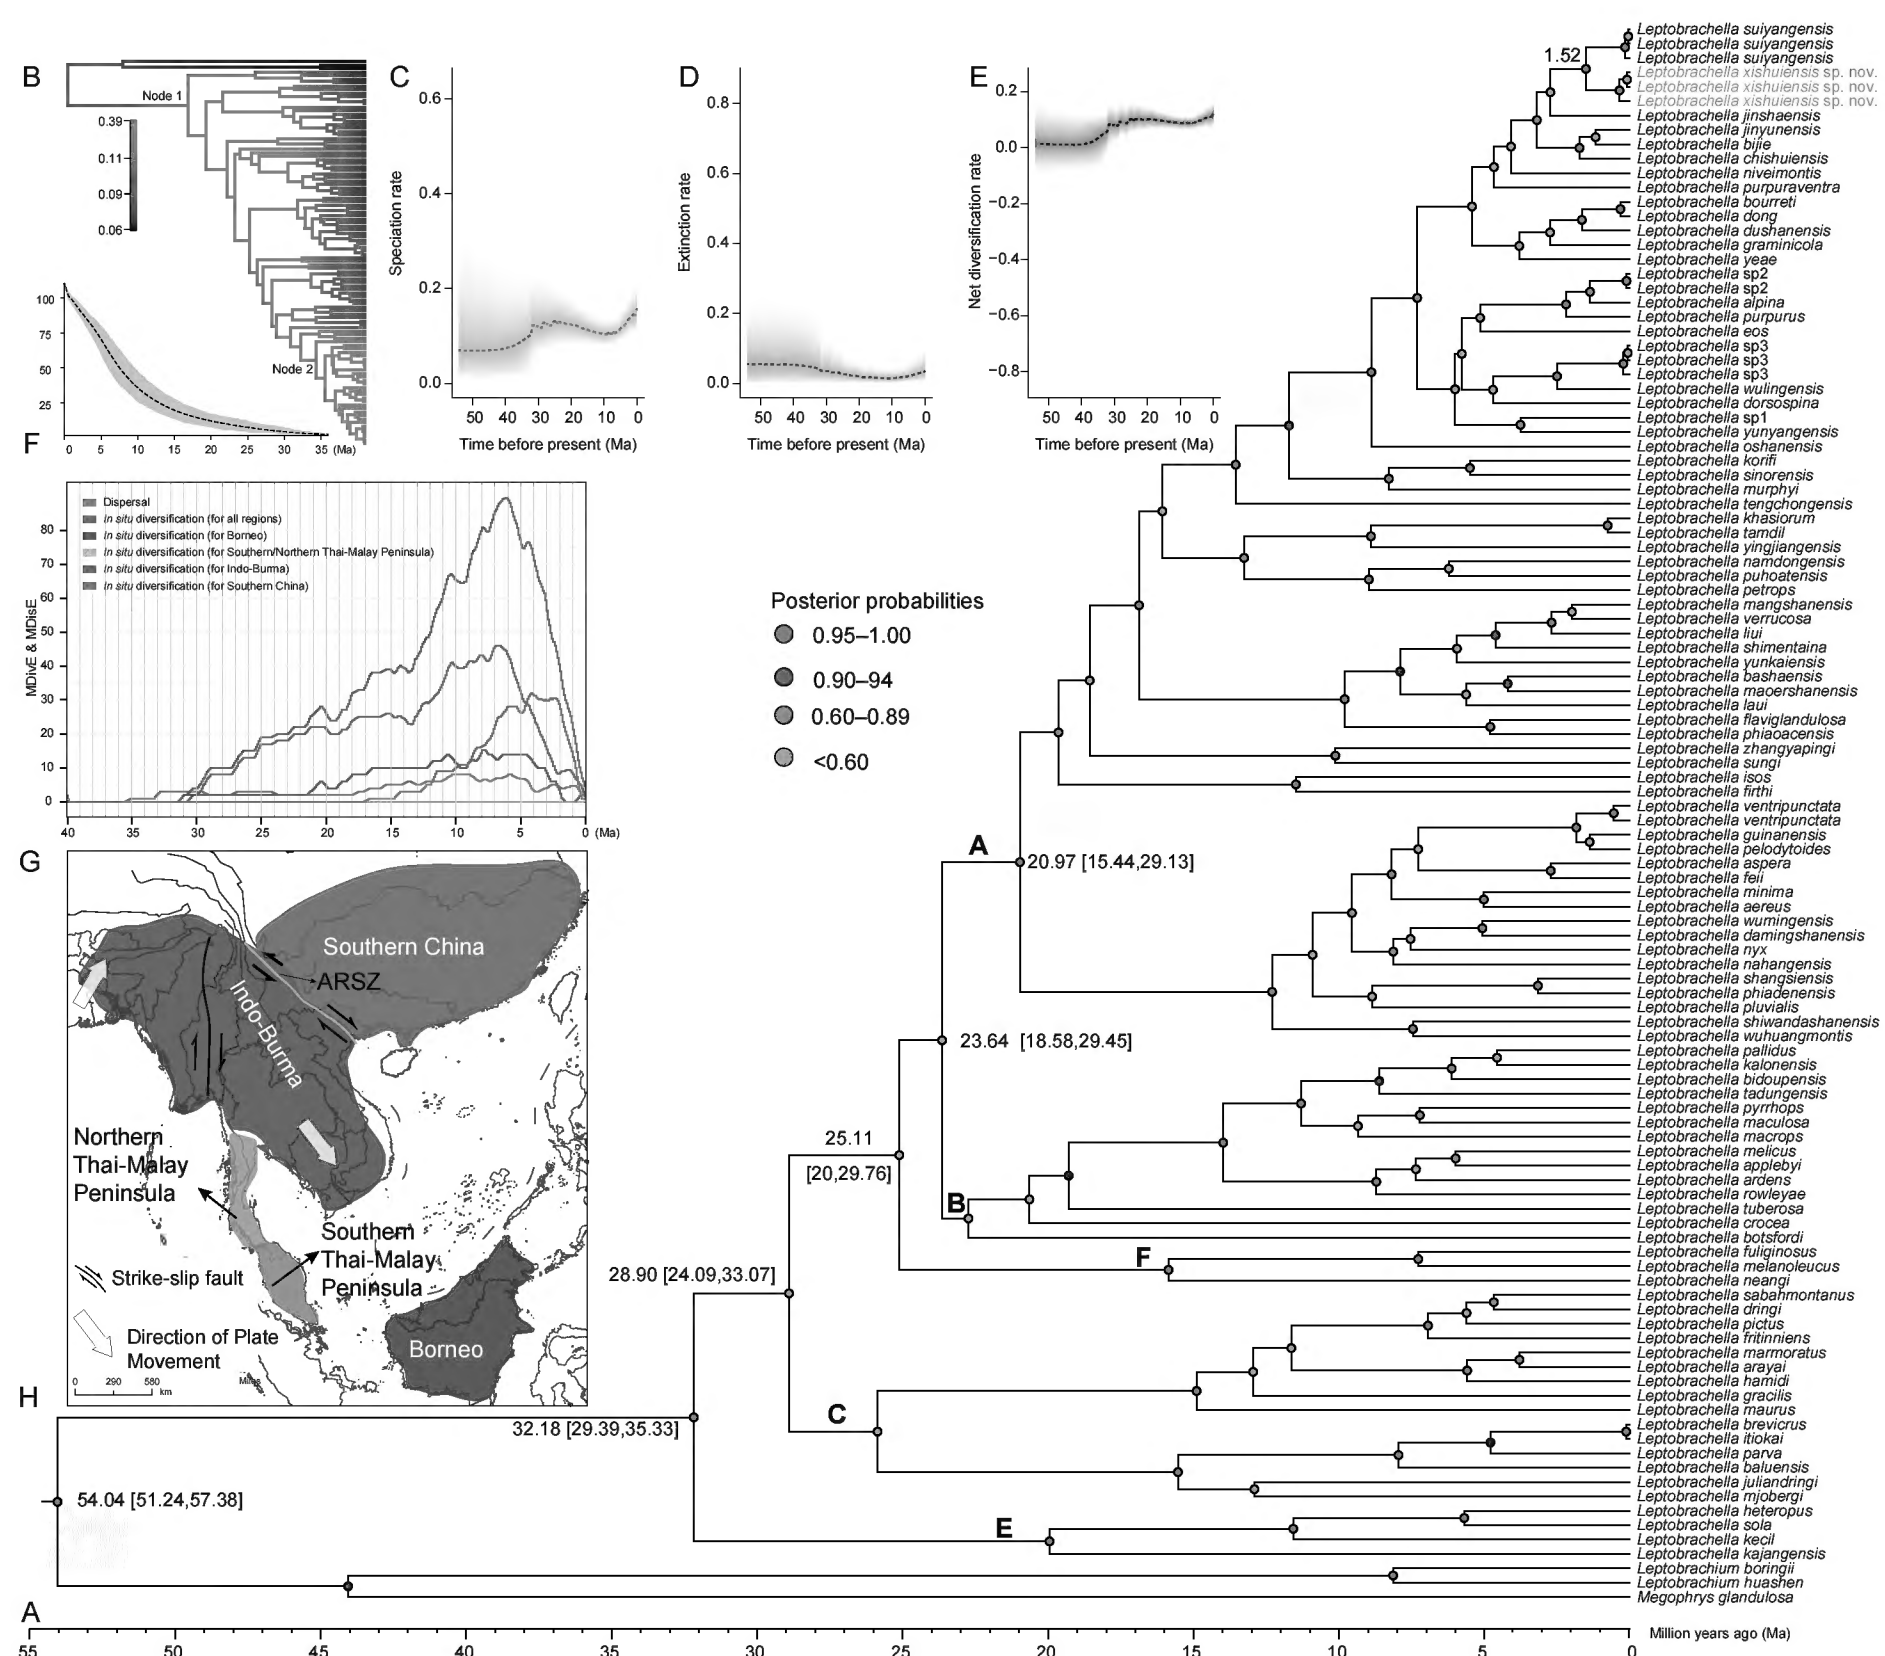 B
Node 1
0.39
0.11
0.09
0.06
Node 2
100
75
50
25
0 5 10 15 20 25 30 35 (Ma)
F
C
Speciation rate
0.6
0.4
0.2
0.0
50 40 30 20 10 0
Time before present (Ma)
D
Extinction rate
0.8
0.6
0.4
0.2
0.0
50 40 30 20 10 0
Time before present (Ma)
E
Net diversification rate
0.2
0.0
−0.2
−0.4
−0.6
−0.8
50 40 30 20 10 0
Time before present (Ma)
MDivE & MDisE
80
70
60
50
40
30
20
10
0
Dispersal
In situ diversification (for all regions)
In situ diversification (for Borneo)
In situ diversification (for Southern/Northern Thai-Malay Peninsula)
In situ diversification (for Indo-Burma)
In situ diversification (for Southern China)
40 35 30 25 20 15 10 5 0 (Ma)
G
Southern China
ARSZ
Indo-Burma
Northern
Thai-Malay
Peninsula
Southern
Thai-Malay
Peninsula
Strike-slip fault
Direction of Plate
Movement
Borneo
0 290 580
km
Miles
H
Posterior probabilities
0.95–1.00
0.90–94
0.60–0.89
<0.60
1.52
A
20.97 [15.44,29.13]
23.64 [18.58,29.45]
25.11
[20,29.76]
B
F
28.90 [24.09,33.07]
C
32.18 [29.39,35.33]
54.04 [51.24,57.38]
E
Leptobrachella suiyangensis
Leptobrachella suiyangensis
Leptobrachella suiyangensis
Leptobrachella xishuiensis sp. nov.
Leptobrachella xishuiensis sp. nov.
Leptobrachella xishuiensis sp. nov.
Leptobrachella jinshaensis
Leptobrachella jinyunensis
Leptobrachella bijie
Leptobrachella chishuiensis
Leptobrachella niveimontis
Leptobrachella purpuraventra
Leptobrachella bourreti
Leptobrachella dong
Leptobrachella dushanensis
Leptobrachella graminicola
Leptobrachella yeae
Leptobrachella sp2
Leptobrachella sp2
Leptobrachella alpina
Leptobrachella purpurus
Leptobrachella eos
Leptobrachella sp3
Leptobrachella sp3
Leptobrachella sp3
Leptobrachella wulingensis
Leptobrachella dorsospina
Leptobrachella sp1
Leptobrachella yunyangensis
Leptobrachella oshanensis
Leptobrachella korifi
Leptobrachella sinorensis
Leptobrachella murphyi
Leptobrachella tengchongensis
Leptobrachella khasiorum
Leptobrachella tamdil
Leptobrachella yingjiangensis
Leptobrachella namdongensis
Leptobrachella puhoatensis
Leptobrachella petrops
Leptobrachella mangshanensis
Leptobrachella verrucosa
Leptobrachella liui
Leptobrachella shimentaina
Leptobrachella yunkaiensis
Leptobrachella bashaensis
Leptobrachella maoershanensis
Leptobrachella laui
Leptobrachella flaviglandulosa
Leptobrachella phiaoacensis
Leptobrachella zhangyapingi
Leptobrachella sungi
Leptobrachella isos
Leptobrachella firthi
Leptobrachella ventripunctata
Leptobrachella ventripunctata
Leptobrachella guinanensis
Leptobrachella pelodytoides
Leptobrachella aspera
Leptobrachella feii
Leptobrachella minima
Leptobrachella aereus
Leptobrachella wumingensis
Leptobrachella damingshanensis
Leptobrachella nyx
Leptobrachella nahangensis
Leptobrachella shangsiensis
Leptobrachella phiadenensis
Leptobrachella pluvialis
Leptobrachella shiwandashanensis
Leptobrachella wuhuangmontis
Leptobrachella pallidus
Leptobrachella kalonensis
Leptobrachella bidoupensis
Leptobrachella tadungensis
Leptobrachella pyrrhops
Leptobrachella maculosa
Leptobrachella macrops
Leptobrachella melicus
Leptobrachella applebyi
Leptobrachella ardens
Leptobrachella rowleyae
Leptobrachella tuberosa
Leptobrachella crocea
Leptobrachella botsfordi
Leptobrachella fuliginosus
Leptobrachella melanoleucus
Leptobrachella neangi
Leptobrachella sabahmontanus
Leptobrachella dringi
Leptobrachella pictus
Leptobrachella fritinniens
Leptobrachella marmoratus
Leptobrachella arayai
Leptobrachella hamidi
Leptobrachella gracilis
Leptobrachella maurus
Leptobrachella brevicrus
Leptobrachella itiokai
Leptobrachella parva
Leptobrachella baluensis
Leptobrachella juliandringi
Leptobrachella mjobergi
Leptobrachella heteropus
Leptobrachella sola
Leptobrachella kecil
Leptobrachella kajangensis
Leptobrachium boringii
Leptobrachium huashen
Megophrys glandulosa
A
55 50 45 40 35 30 25 20 15 10 5 0
Million years ago (Ma)